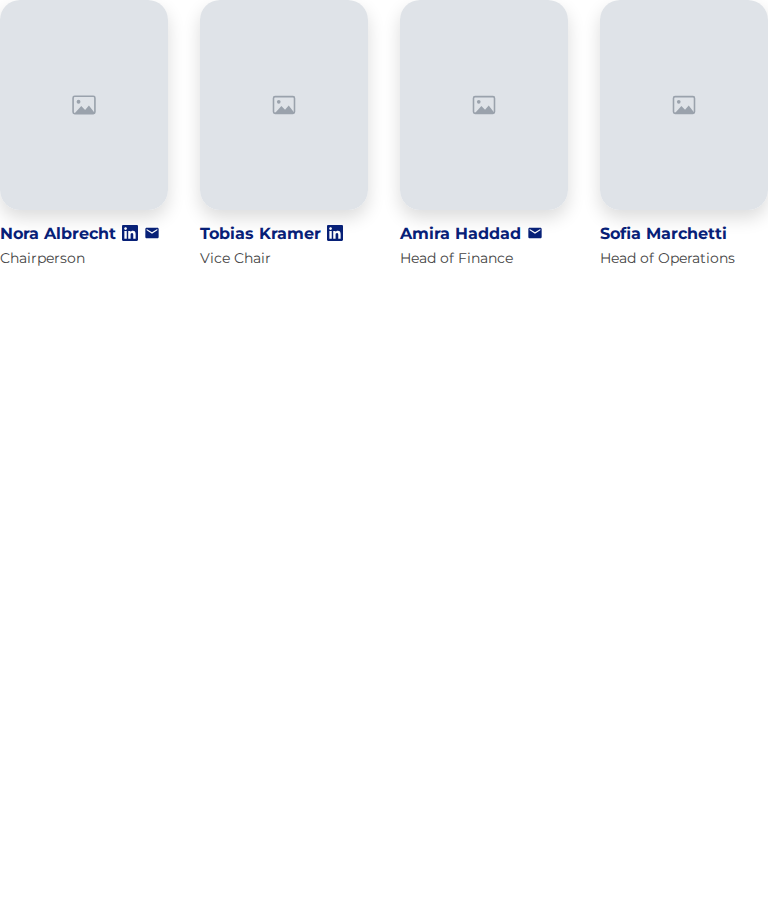 Nora Albrecht
Chairperson
Tobias Kramer
Vice Chair
Amira Haddad
Head of Finance
Sofia Marchetti
Head of Operations